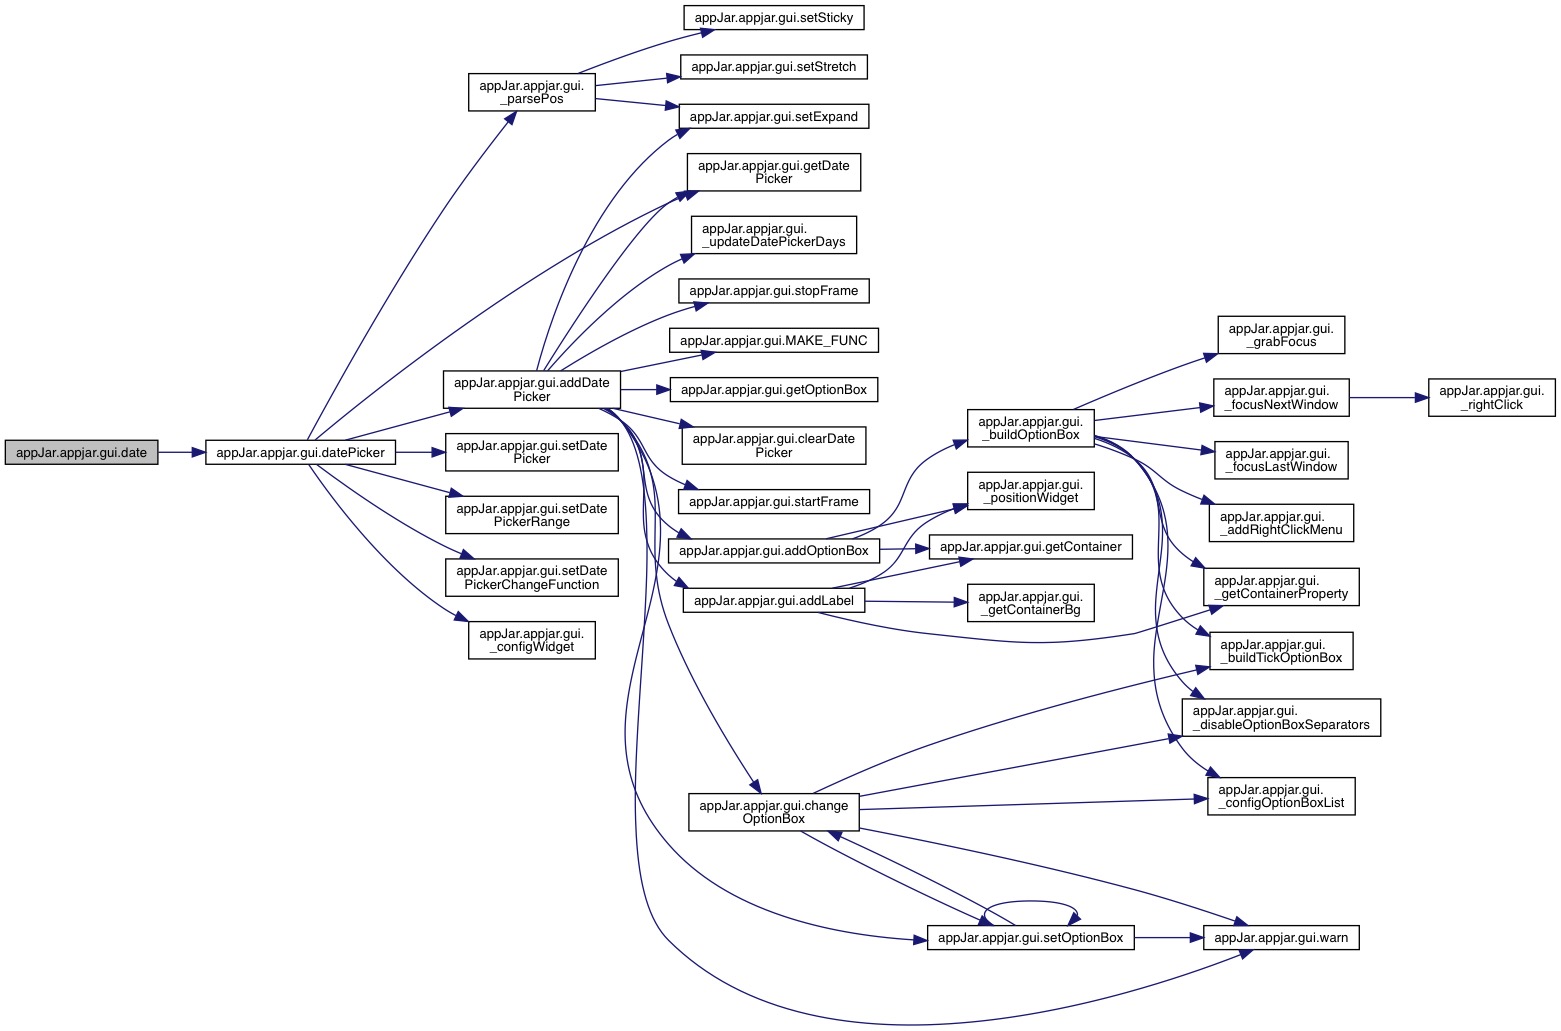 appJar.appjar.gui.date
appJar.appjar.gui.datePicker
appJar.appjar.gui.
_parsePos
appJar.appjar.gui.addDate
Picker
appJar.appjar.gui.setDate
Picker
appJar.appjar.gui.setDate
PickerRange
appJar.appjar.gui.setDate
PickerChangeFunction
appJar.appjar.gui.
_configWidget
appJar.appjar.gui.setSticky
appJar.appjar.gui.setStretch
appJar.appjar.gui.setExpand
appJar.appjar.gui.getDate
Picker
appJar.appjar.gui.
_updateDatePickerDays
appJar.appjar.gui.stopFrame
appJar.appjar.gui.MAKE_FUNC
appJar.appjar.gui.getOptionBox
appJar.appjar.gui.clearDate
Picker
appJar.appjar.gui.startFrame
appJar.appjar.gui.addOptionBox
appJar.appjar.gui.addLabel
appJar.appjar.gui.change
OptionBox
appJar.appjar.gui.
_buildOptionBox
appJar.appjar.gui.
_positionWidget
appJar.appjar.gui.getContainer
appJar.appjar.gui.
_getContainerBg
appJar.appjar.gui.setOptionBox
appJar.appjar.gui.
_grabFocus
appJar.appjar.gui.
_focusNextWindow
appJar.appjar.gui.
_focusLastWindow
appJar.appjar.gui.
_addRightClickMenu
appJar.appjar.gui.
_getContainerProperty
appJar.appjar.gui.
_buildTickOptionBox
appJar.appjar.gui.
_disableOptionBoxSeparators
appJar.appjar.gui.
_configOptionBoxList
appJar.appjar.gui.warn
appJar.appjar.gui.
_rightClick